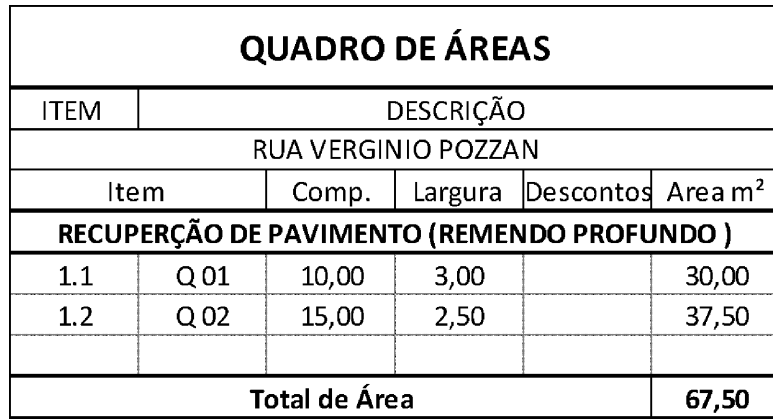 QUADRO DE ÁREAS
ITEM DESCRIÇÃO
RUA VERGINIO POZZAN
Item Comp. Largura Descontos Area m²
RECUPERÇÃO DE PAVIMENTO (REMENDO PROFUNDO )
1.1 Q 01 10,00 3,00 30,00
1.2 Q 02 15,00 2,50 37,50
Total de Área 67,50